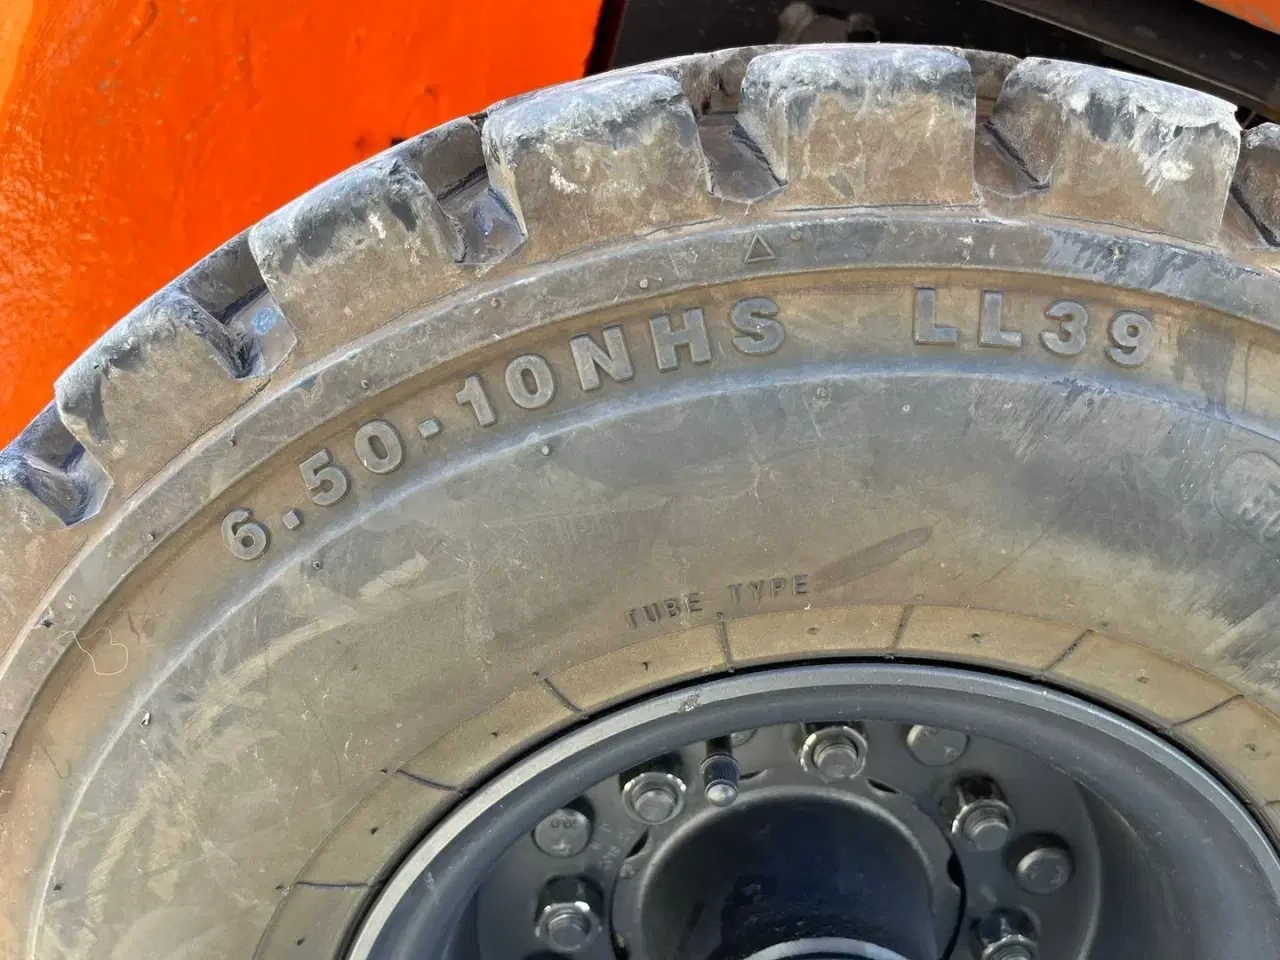 6.50-10NHS LL39
TUBE TYPE